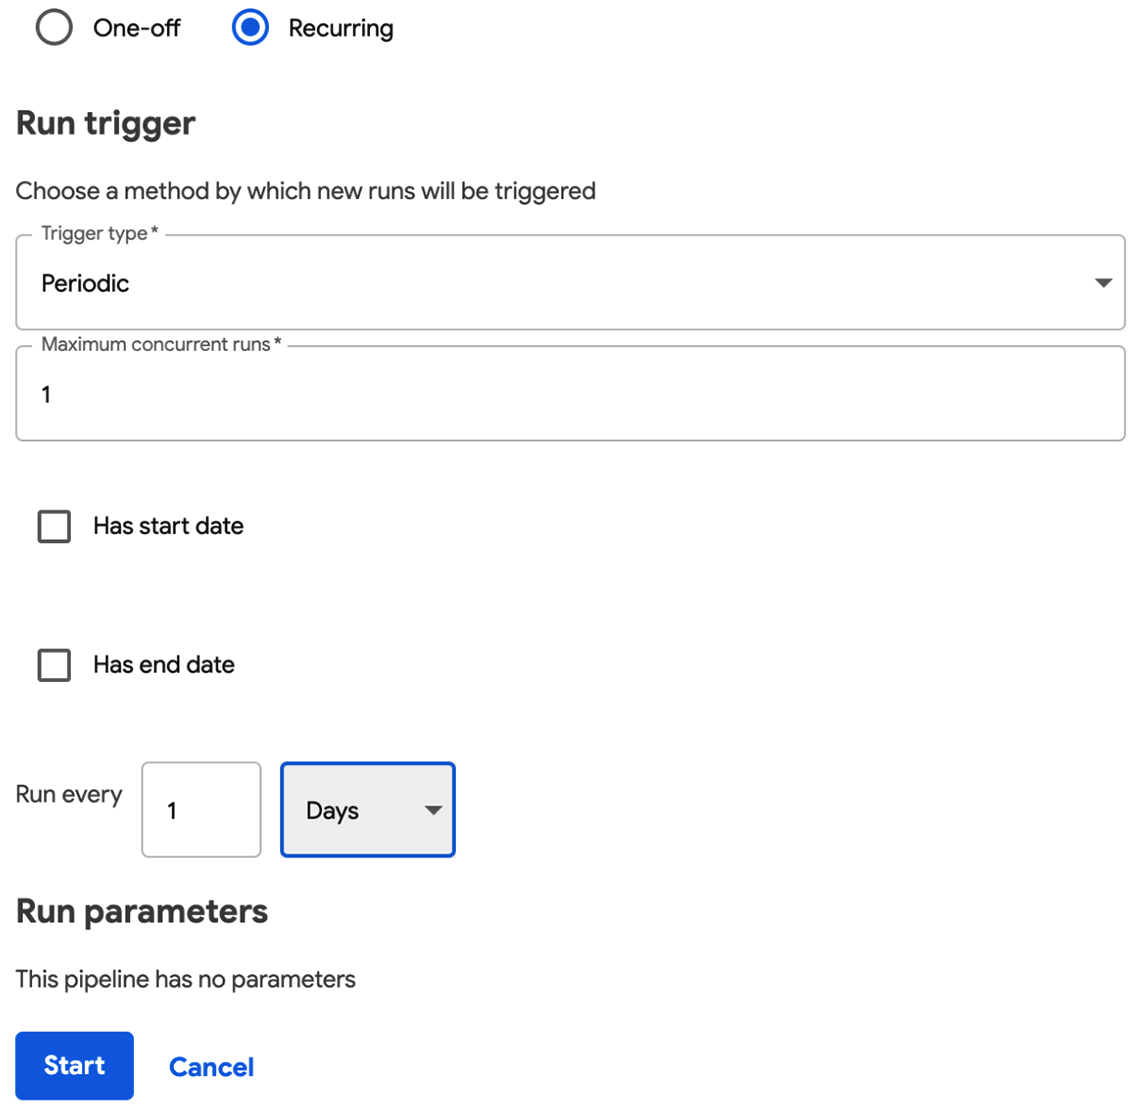 One-off Recurring
Run trigger
Choose a method by which new runs will be triggered
Trigger type *
Periodic
Maximum concurrent runs *
1
Has start date
Has end date
Run every 1 Days
Run parameters
This pipeline has no parameters
Start Cancel